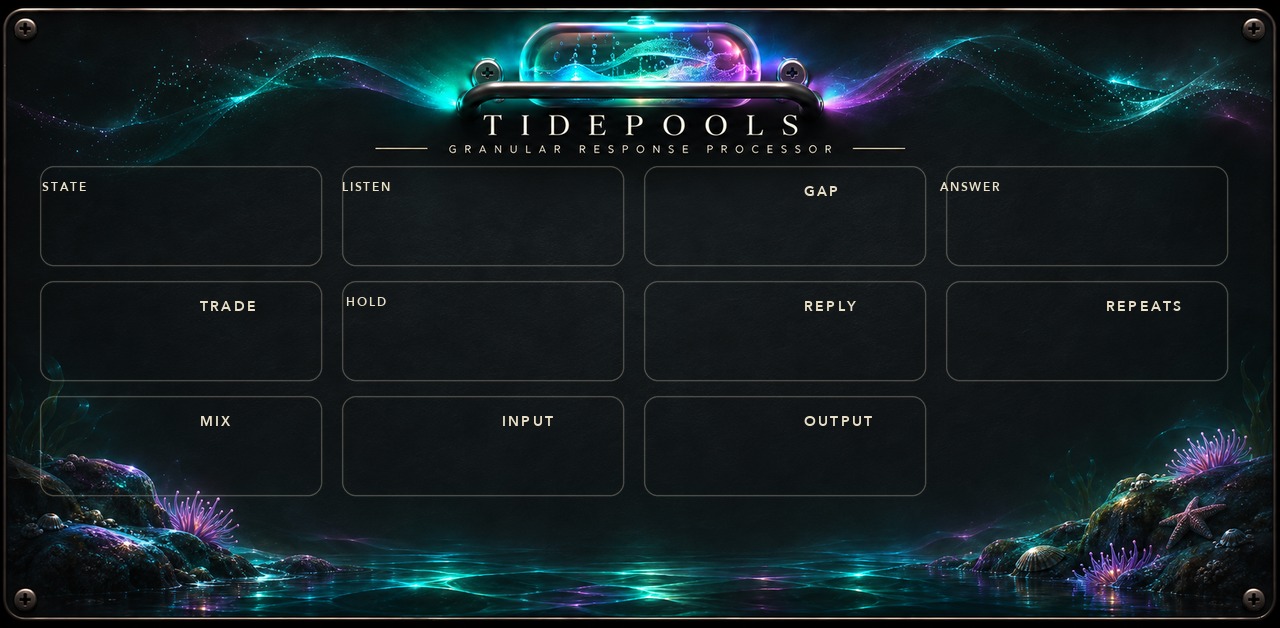 TIDEPOOLS
GRANULAR RESPONSE PROCESSOR
STATE
LISTEN
GAP
ANSWER
TRADE
HOLD
REPLY
REPEATS
MIX
INPUT
OUTPUT